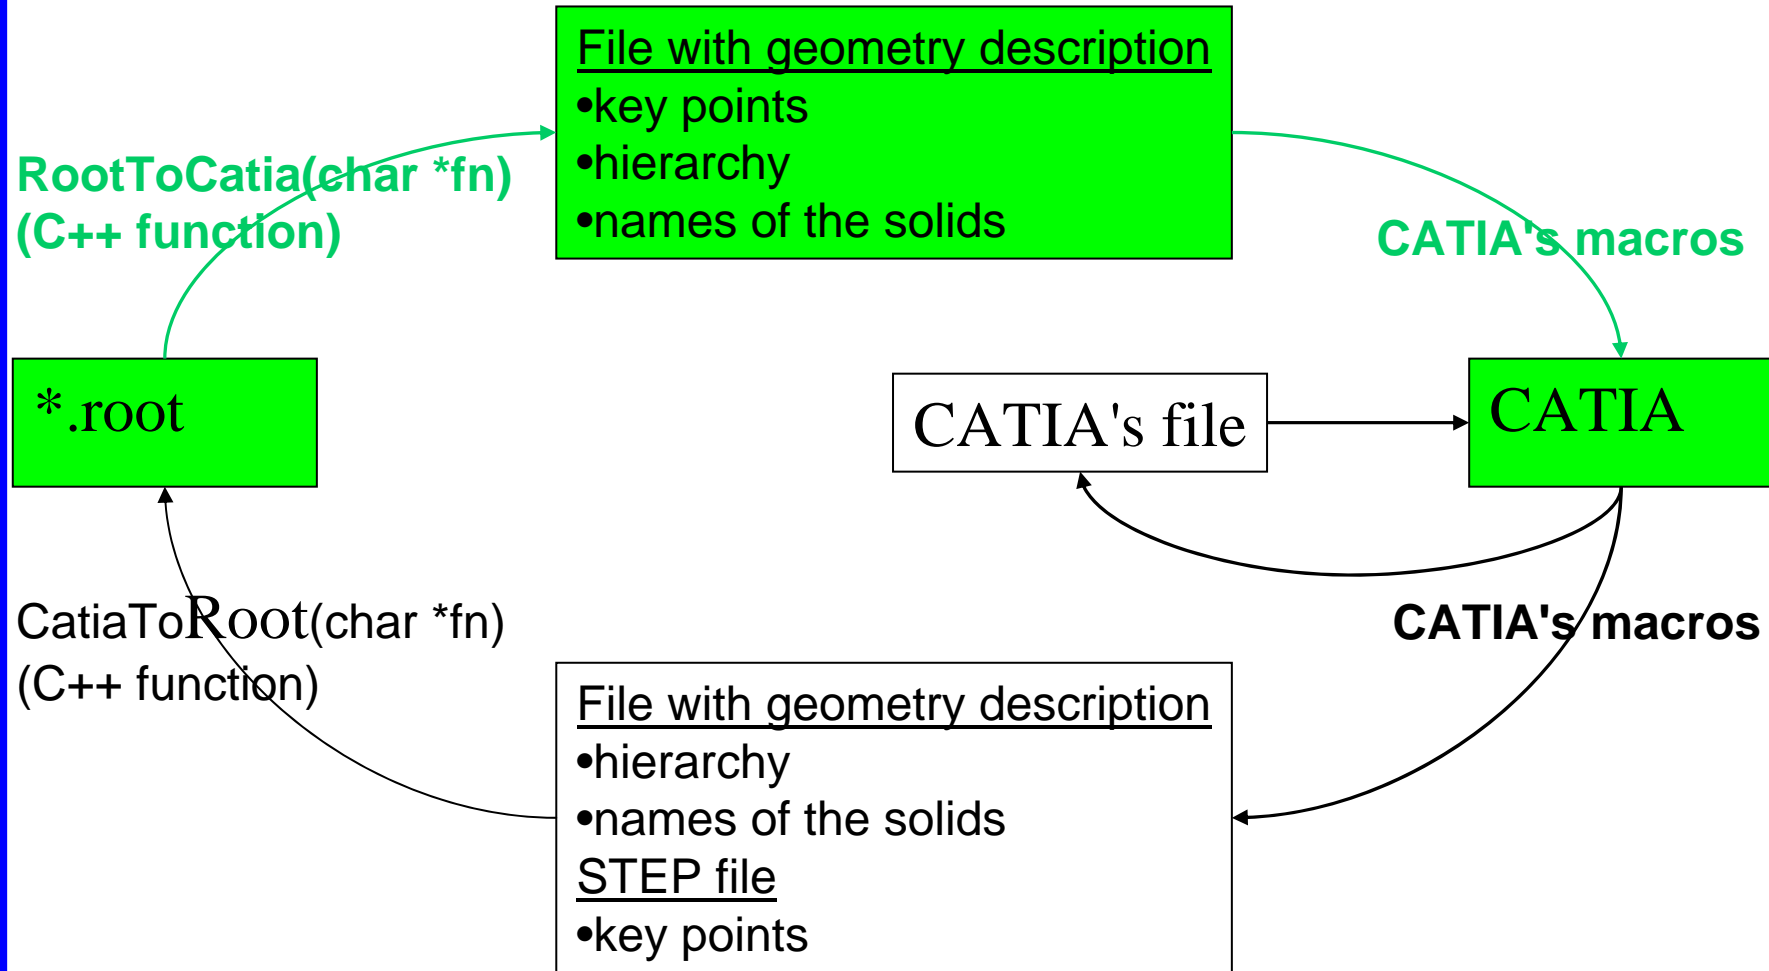 File with geometry description
•key points
•hierarchy
•names of the solids
RootToCatia(char *fn)
(C++ function)
CATIA's macros
*.root
CATIA's file
CATIA
CatiaToRoot(char *fn)
(C++ function)
CATIA's macros
File with geometry description
•hierarchy
•names of the solids
STEP file
•key points